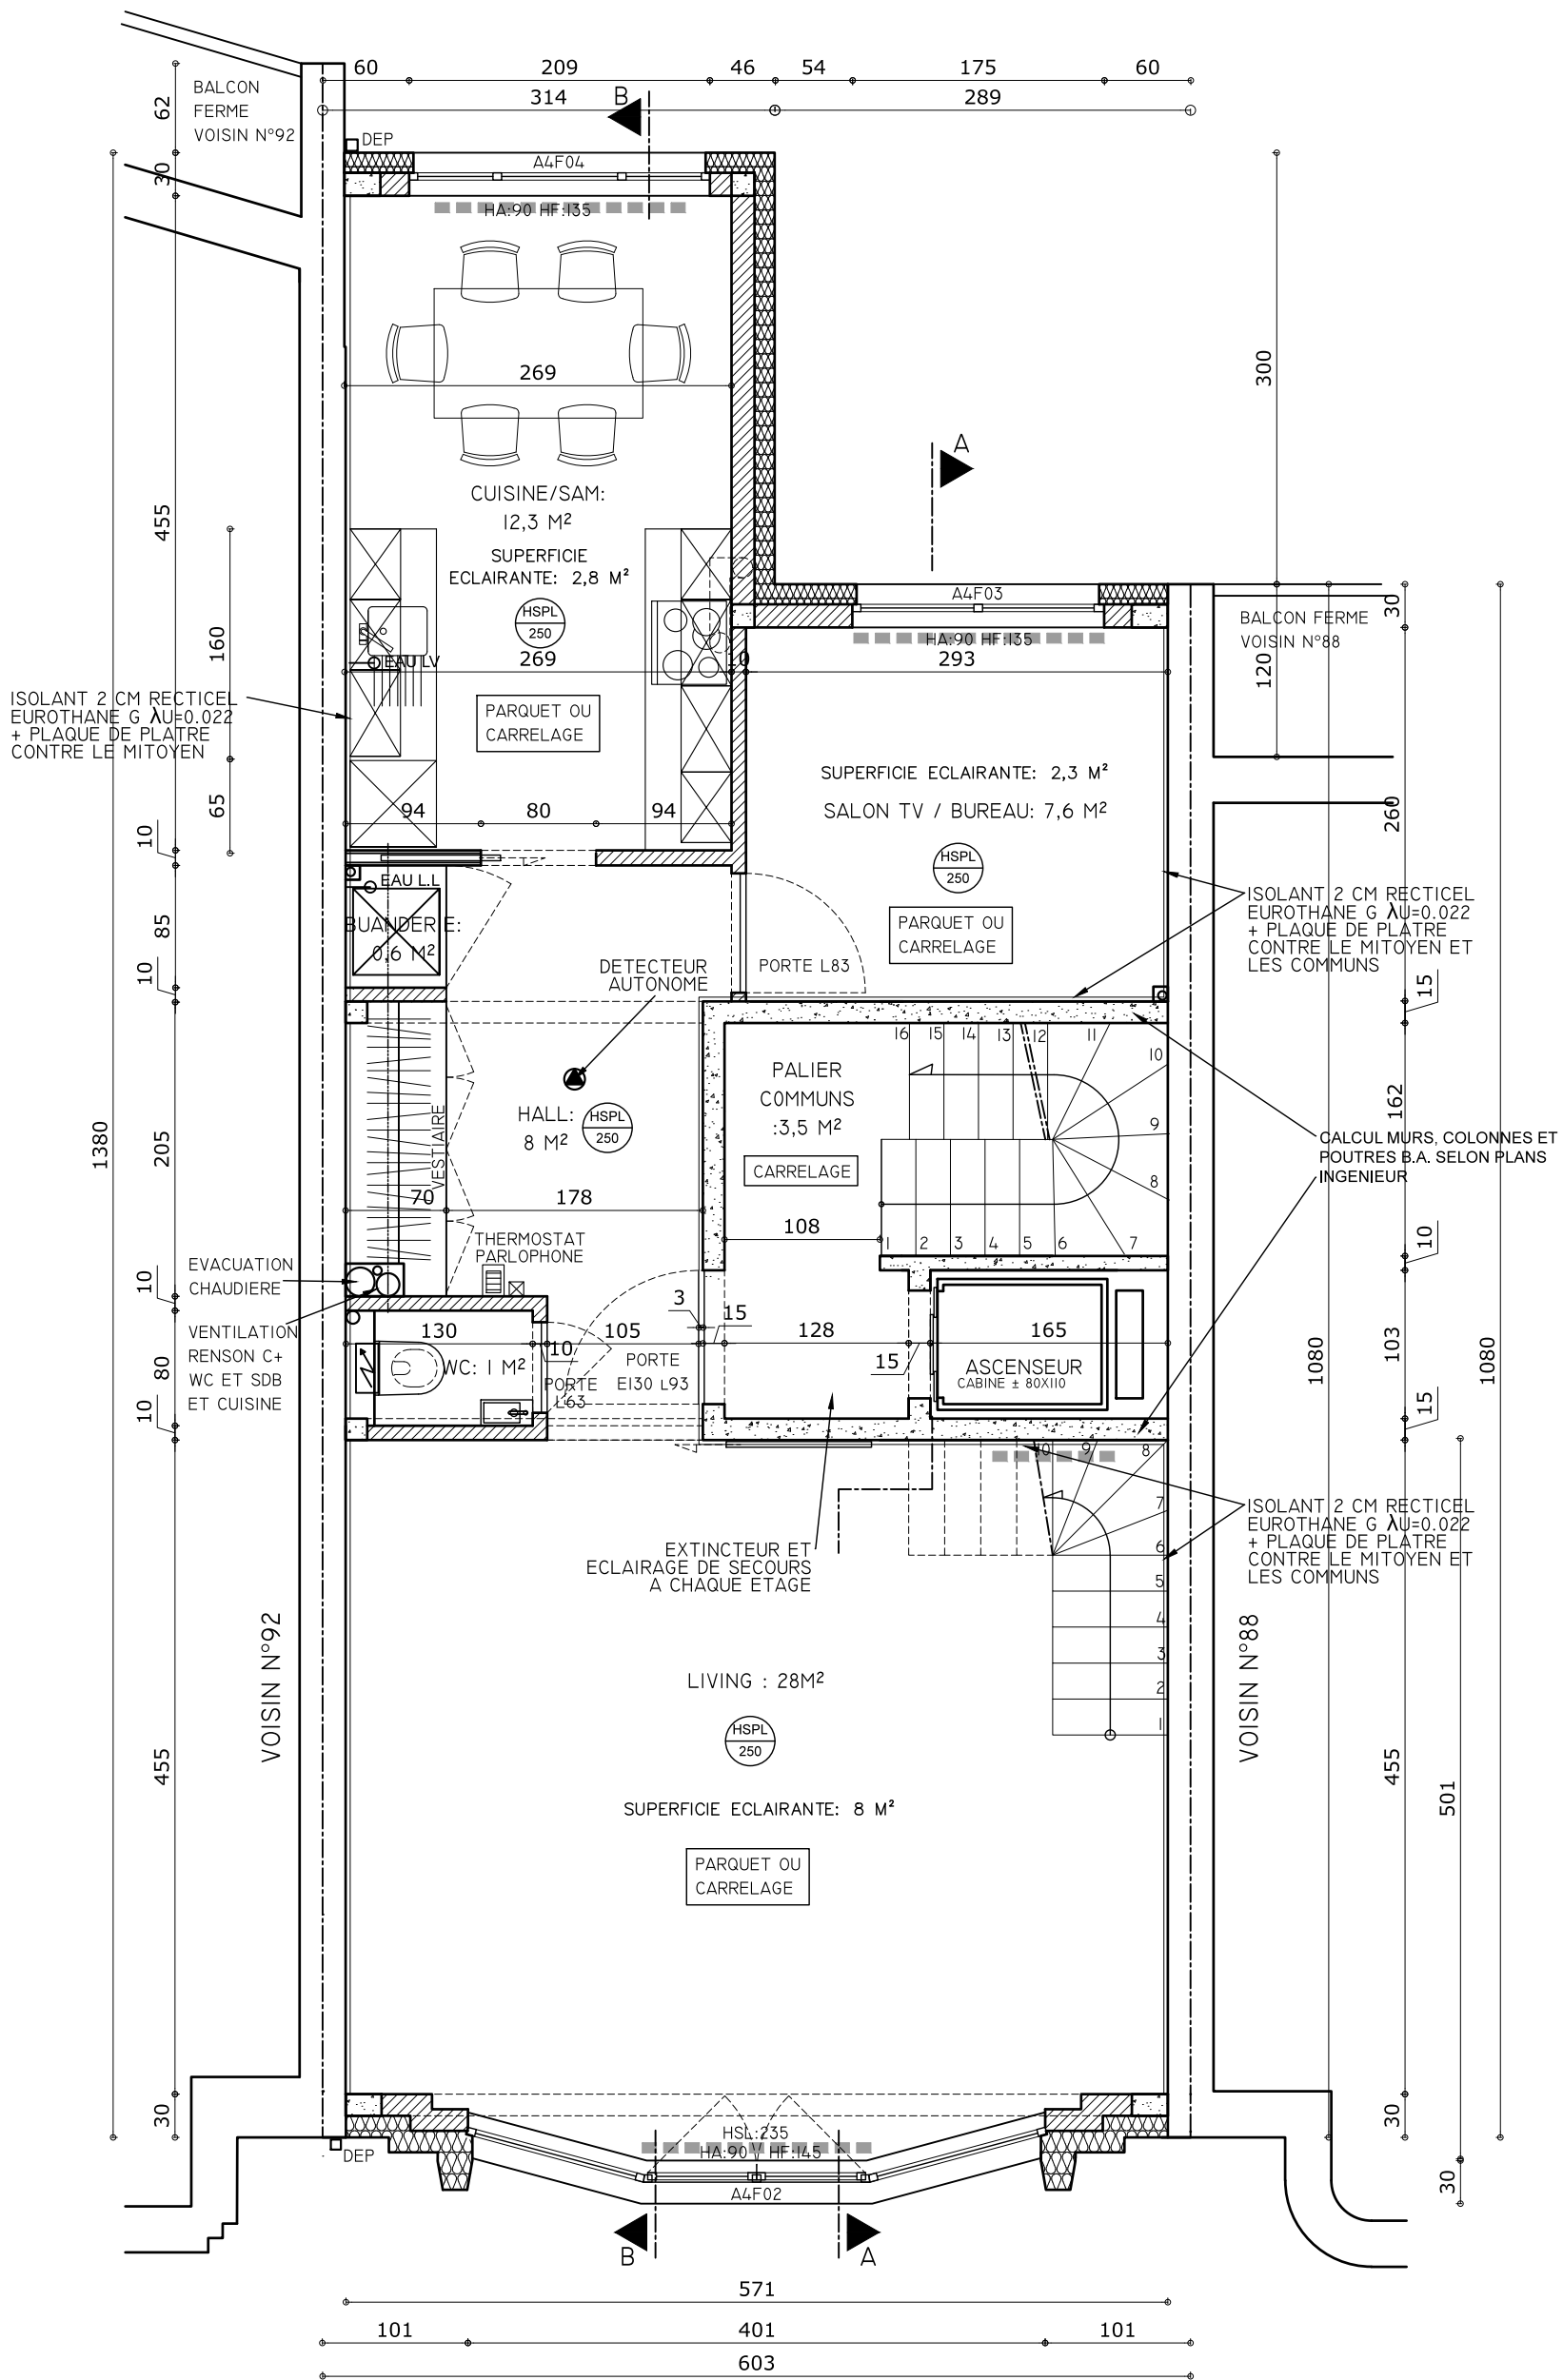 60
209
46
54
175
60
314
B
289
62
BALCON
FERME
VOISIN N°92
DEP
A4F04
30
HA:90 HF:135
269
300
A
CUISINE/SAM:
12,3 M²
SUPERFICIE
ECLAIRANTE: 2,8 M²
HSPL
250
455
A4F03
30
BALCON FERME
VOISIN N°88
HA:90 HF:135
160
EAU LV
269
10
293
120
ISOLANT 2 CM RECTICEL
EUROTHANE G λU=0.022
+ PLAQUE DE PLATRE
CONTRE LE MITOYEN
PARQUET OU
CARRELAGE
SUPERFICIE ECLAIRANTE: 2,3 M²
SALON TV / BUREAU: 7,6 M²
65
94
80
94
260
10
HSPL
250
EAU L.L
BUANDERIE:
0,6 M²
85
PARQUET OU
CARRELAGE
ISOLANT 2 CM RECTICEL
EUROTHANE G λU=0.022
+ PLAQUE DE PLATRE
CONTRE LE MITOYEN ET
LES COMMUNS
10
DETECTEUR
AUTONOME
PORTE L83
15
16
15
14
13
12
11
10
9
8
PALIER
COMMUNS
:3,5 M²
CARRELAGE
HALL:
8 M²
HSPL
250
VESTIAIRE
1380
205
162
CALCUL MURS, COLONNES ET
POUTRES B.A. SELON PLANS
INGENIEUR
70
178
108
1
2
3
4
5
6
7
THERMOSTAT
PARLOPHONE
10
EVACUATION
CHAUDIERE
10
VENTILATION
RENSON C+
WC ET SDB
ET CUISINE
3
15
130
105
128
165
10
15
WC: 1 M²
PORTE
L63
PORTE
EI30 L93
ASCENSEUR
CABINE ± 80X110
80
103
1080
1080
10
15
10
9
8
7
6
5
4
3
2
1
EXTINCTEUR ET
ECLAIRAGE DE SECOURS
A CHAQUE ETAGE
ISOLANT 2 CM RECTICEL
EUROTHANE G λU=0.022
+ PLAQUE DE PLATRE
CONTRE LE MITOYEN ET
LES COMMUNS
VOISIN N°92
VOISIN N°88
LIVING : 28M²
HSPL
250
455
455
501
SUPERFICIE ECLAIRANTE: 8 M²
PARQUET OU
CARRELAGE
30
30
DEP
HSL:235
HA:90 HF:145
A4F02
30
B
A
571
101
401
101
603